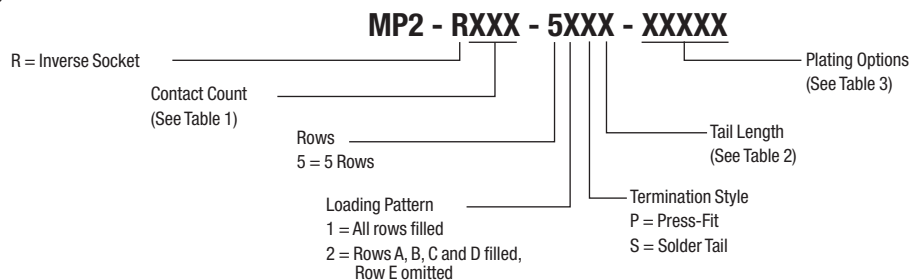 MP2 - RXXX - 5XXX - XXXXX
R = Inverse Socket
Plating Options
(See Table 3)
Contact Count
(See Table 1)
Tail Length
(See Table 2)
Rows
5 = 5 Rows
Termination Style
P = Press-Fit
S = Solder Tail
Loading Pattern
1 = All rows filled
2 = Rows A, B, C and D filled,
Row E omitted